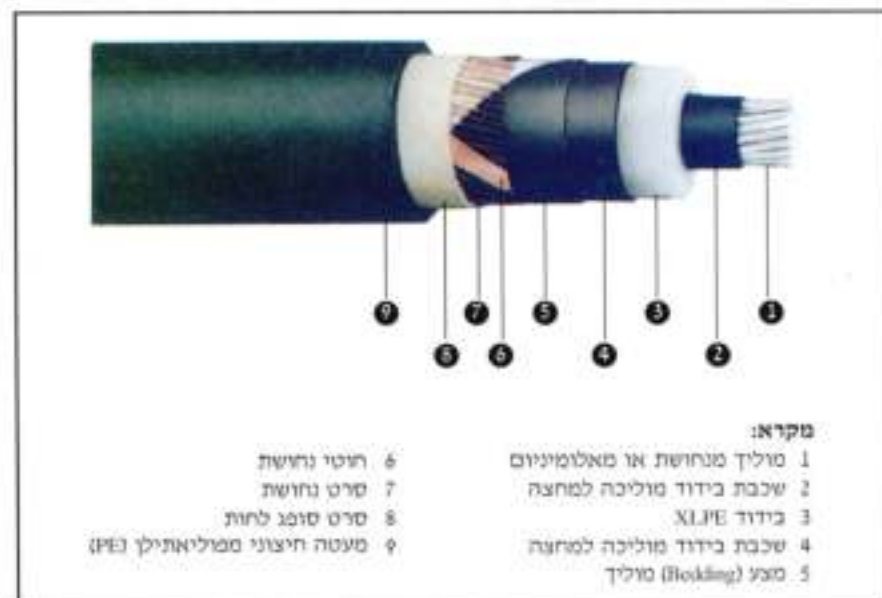 9 8 7 6 5 4 3 2 1
מקרא:
1 מוליך מנחושת או מאלומיניום
2 שכבת בידוד מוליכה למחצה
3 בידוד XLPE
4 שכבת בידוד מוליכה למחצה
5 מצע (Bedding) מוליך
6 חוטי נחושת
7 סרט נחושת
8 סרט סופג לחות
9 מעטה חיצוני מפוליאתילן (PE)